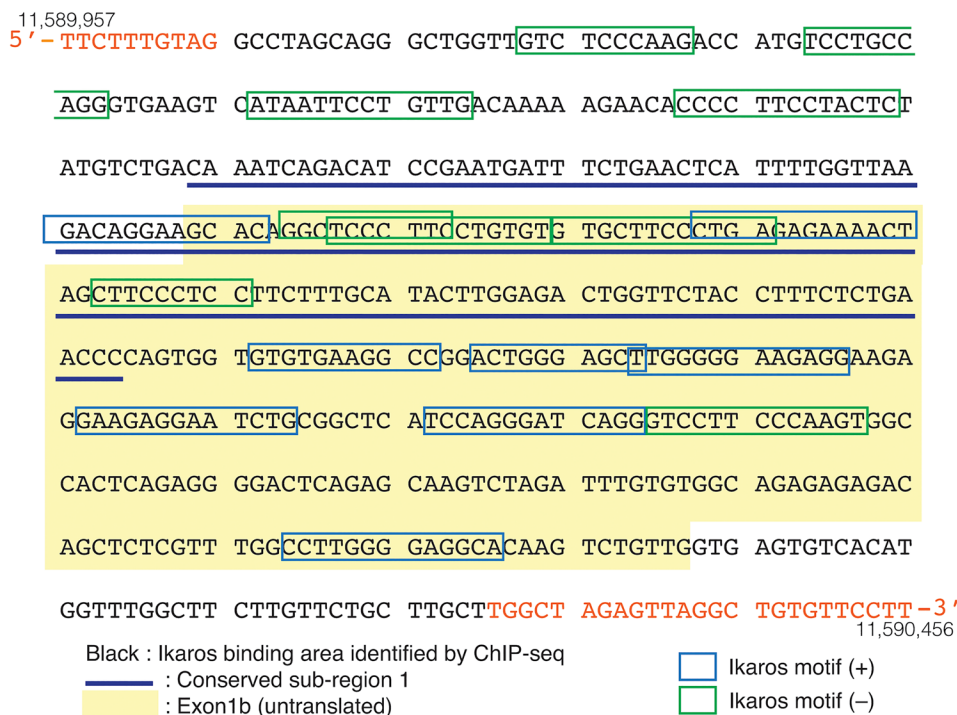 11,589,957
5′– TTCTTTGTAG GCCTAGCAGG GCTGGTTGTC TCCCAAGACC ATGTCCTGCC
AGGGTGAAGT CATAATTCCT GTTGACAAAA AGAACACCCC TTCCTACTCT
ATGTCTGACA AATCAGACAT CCGAATGATT TCTGAACTCA TTTTGGTTAA
GACAGGAAGC ACAGGCTCCC TTCCTGTGTG TGCTTCCCTG AGAGAAAACT
AGCTTCCCTC CTTCTTTGCA TACTTGGAGA CTGGTTCTAC CTTTCTCTGA
ACCCCAGTGG TGTGTGAAGG CCGGACTGGG AGCTTGGGGG AAGAGGAAGA
GGAAGAGGAA TCTGCGGCTC ATCCAGGGAT CAGGGTCCTT CCCAAGTGGC
CACTCAGAGG GGACTCAGAG CAAGTCTAGA TTTGTGTGGC AGAGAGAGAC
AGCTCTCGTT TGGCCTTGGG GAGGCACAAG TCTGTTGGTG AGTGTCACAT
GGTTTGGCTT CTTGTTCTGC TTGCTTGGCT AGAGTTAGGC TGTGTTCCTT –3′
11,590,456
Black : Ikaros binding area identified by ChIP-seq
: Conserved sub-region 1
: Exon1b (untranslated)
Ikaros motif (+)
Ikaros motif (–)